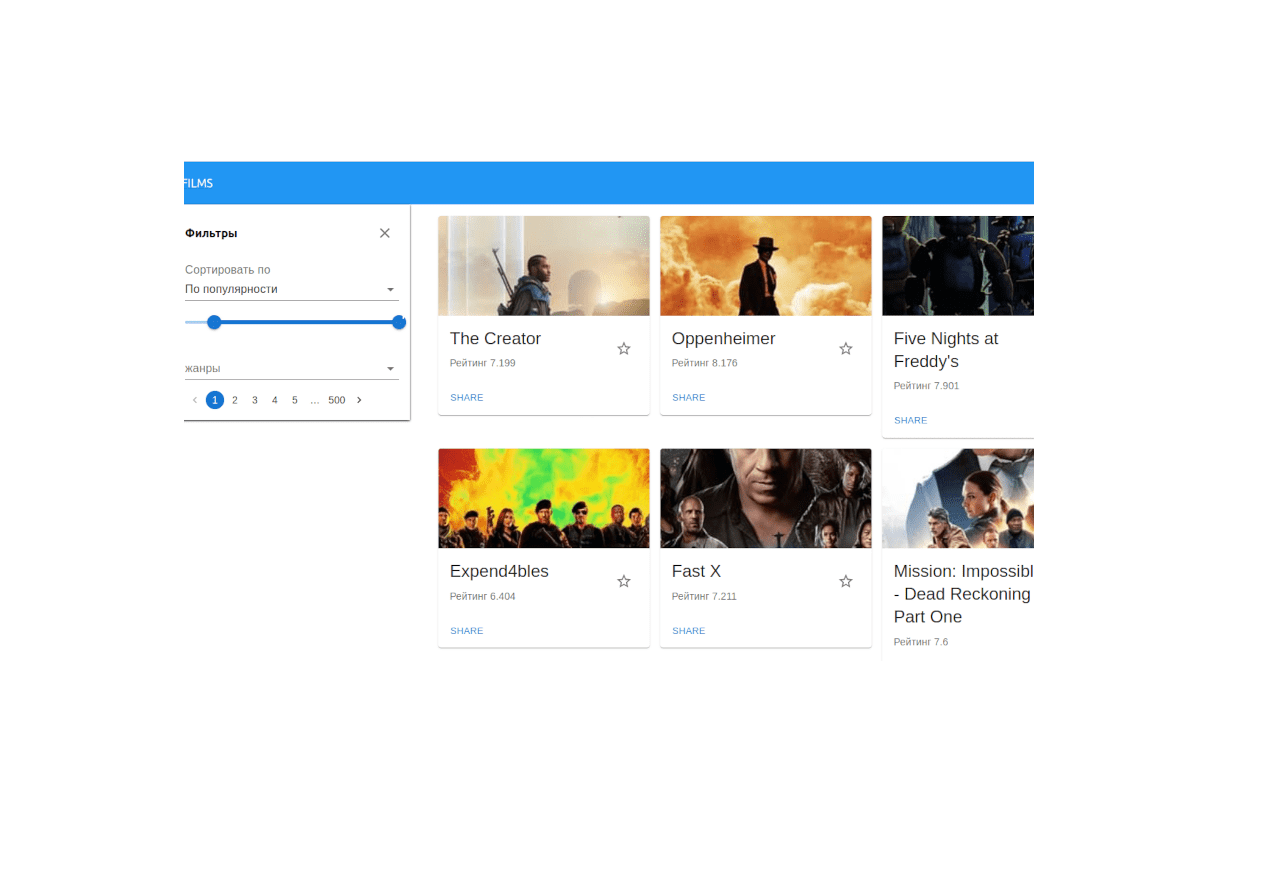 FILMS
Фильтры
Сортировать по
По популярности
жанры
1 2 3 4 5 ... 500
The Creator
Рейтинг 7.199
SHARE
Oppenheimer
Рейтинг 8.176
SHARE
Five Nights at
Freddy's
Рейтинг 7.901
SHARE
Expend4bles
Рейтинг 6.404
SHARE
Fast X
Рейтинг 7.211
SHARE
Mission: Impossibl
- Dead Reckoning
Part One
Рейтинг 7.6